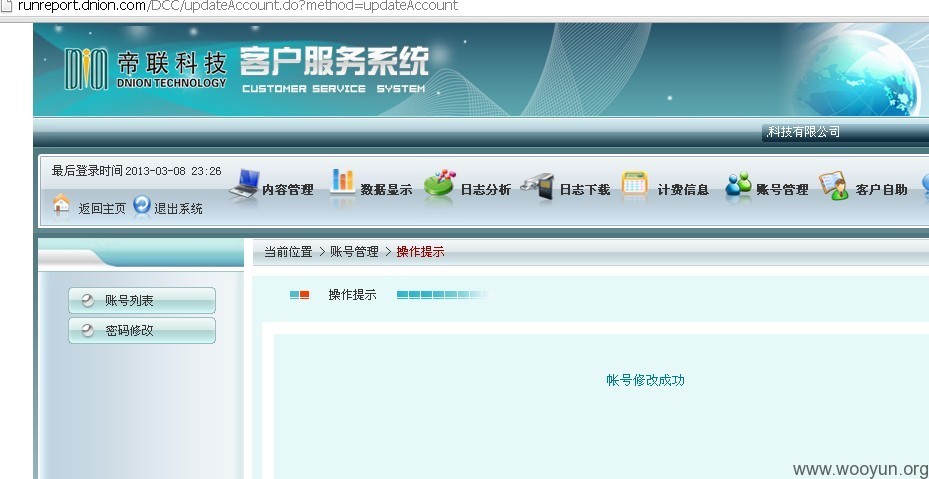 runreport.dnion.com/DCC/updateAccount.do?method=updateAccount
帝联科技 客户服务系统
DNION TECHNOLOGY CUSTOMER SERVICE SYSTEM
科技有限公司
最后登录时间 2013-03-08 23:26
返回主页 退出系统
内容管理 数据显示 日志分析 日志下载 计费信息 账号管理 客户自助
当前位置 > 账号管理 > 操作提示
账号列表
密码修改
操作提示
帐号修改成功
www.wooyun.org